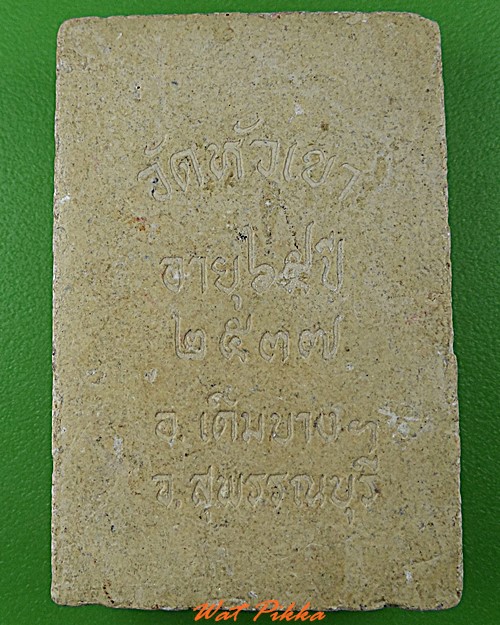 วัดหัวเขา
อายุ ๖๙ ปี
๒๕๓๗
อ.เดิมบางฯ
จ.สุพรรณบุรี
Wat Pikka